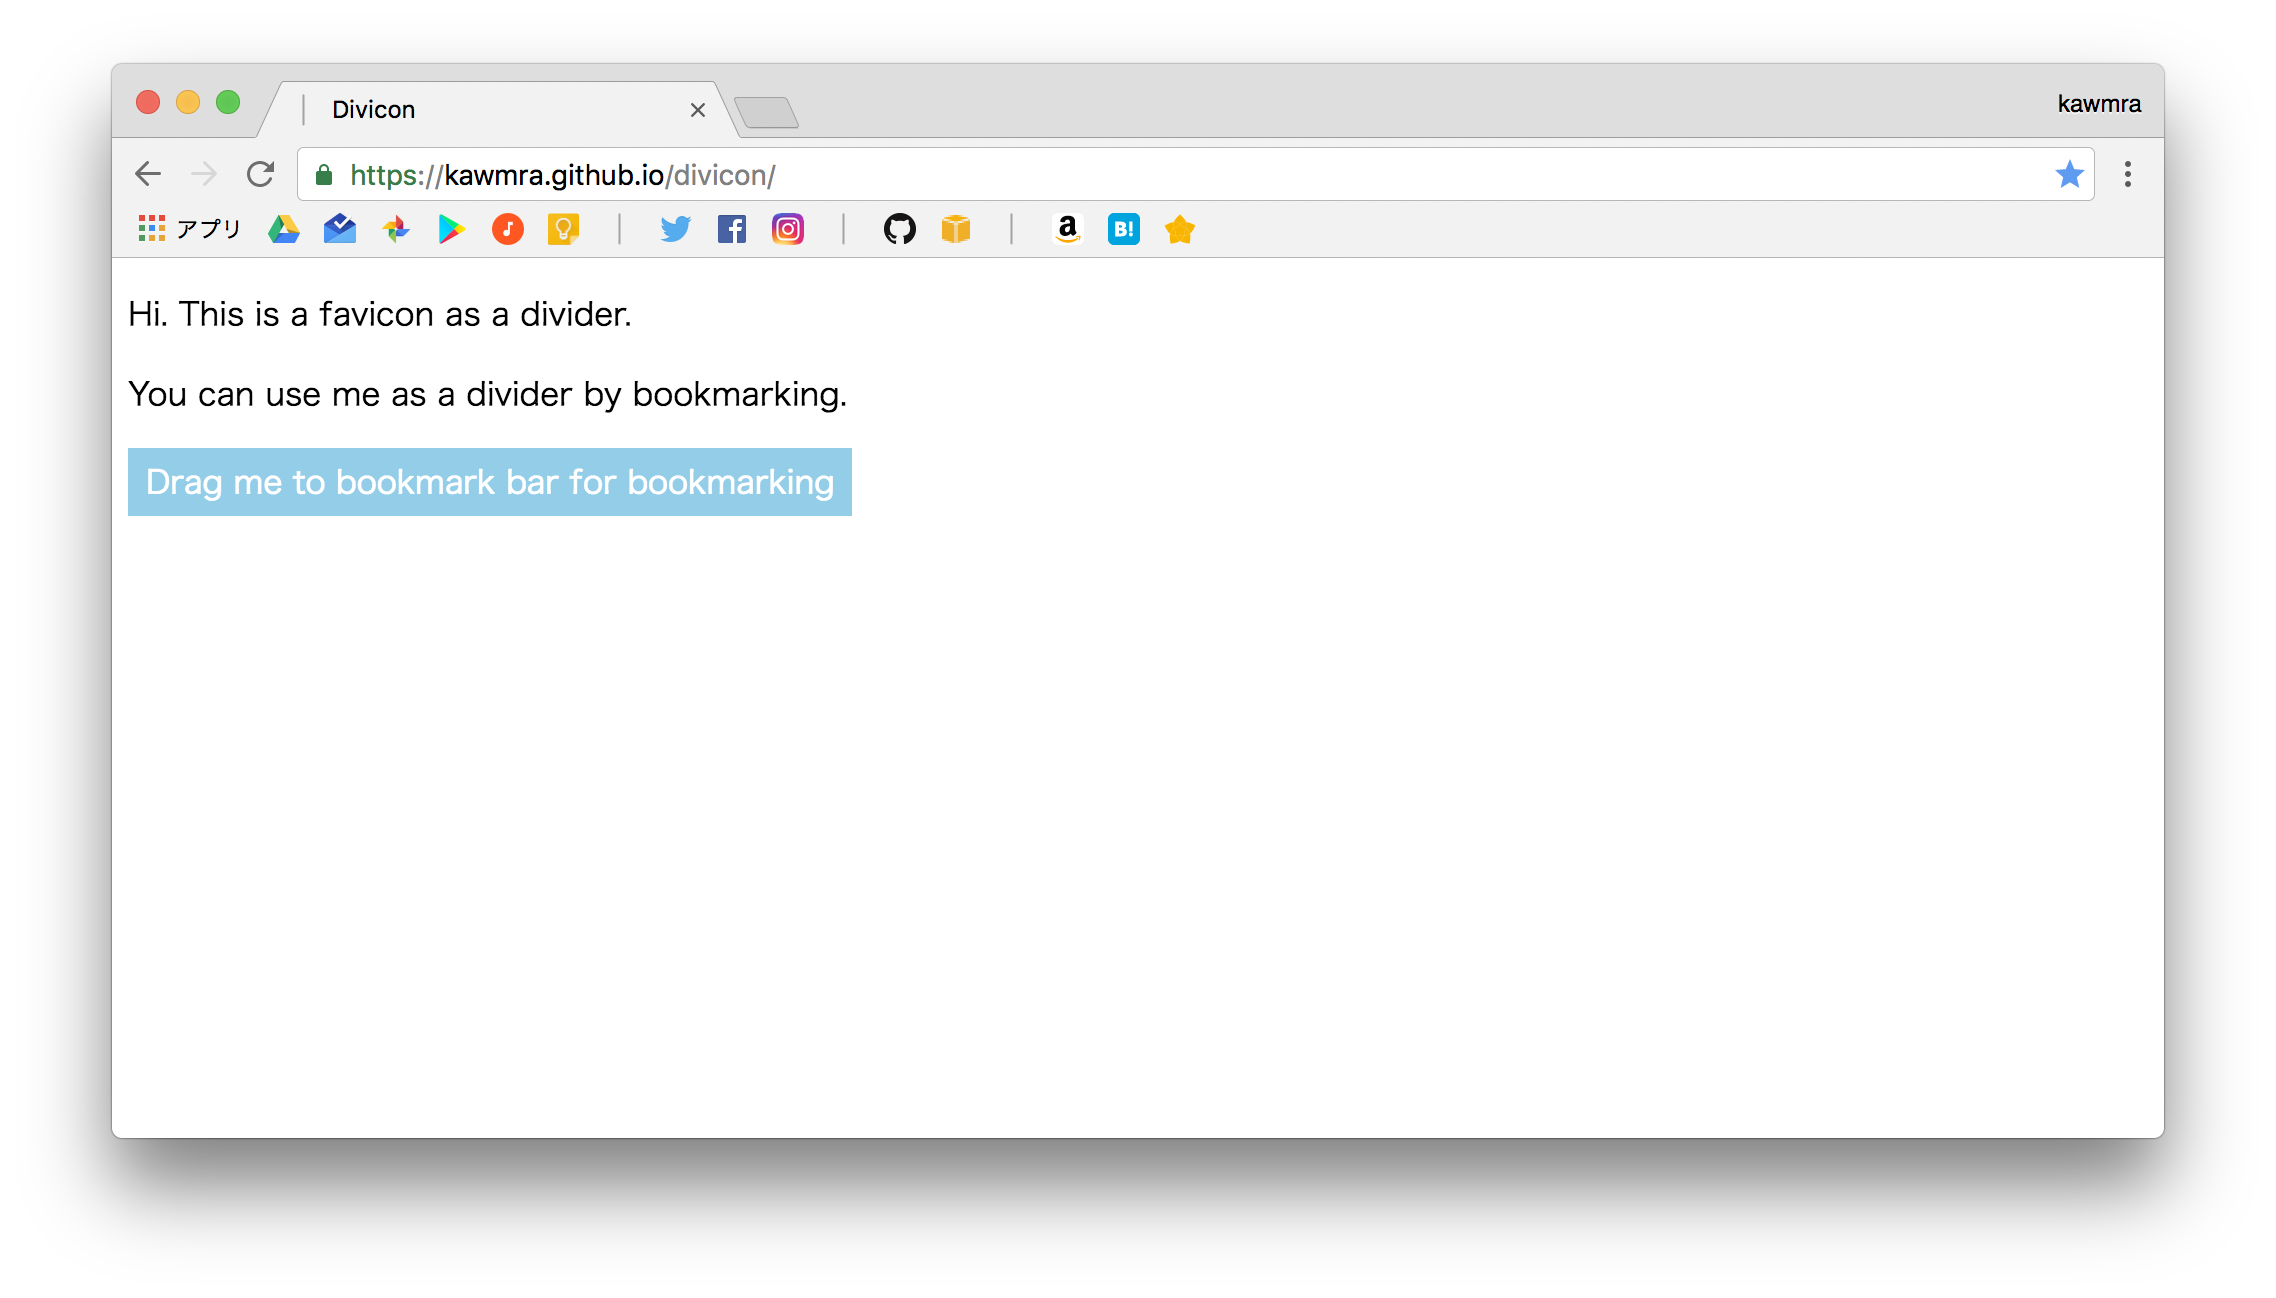 Divicon
kawmra
https://kawmra.github.io/divicon/
アプリ
a
B!
Hi. This is a favicon as a divider.
You can use me as a divider by bookmarking.
Drag me to bookmark bar for bookmarking